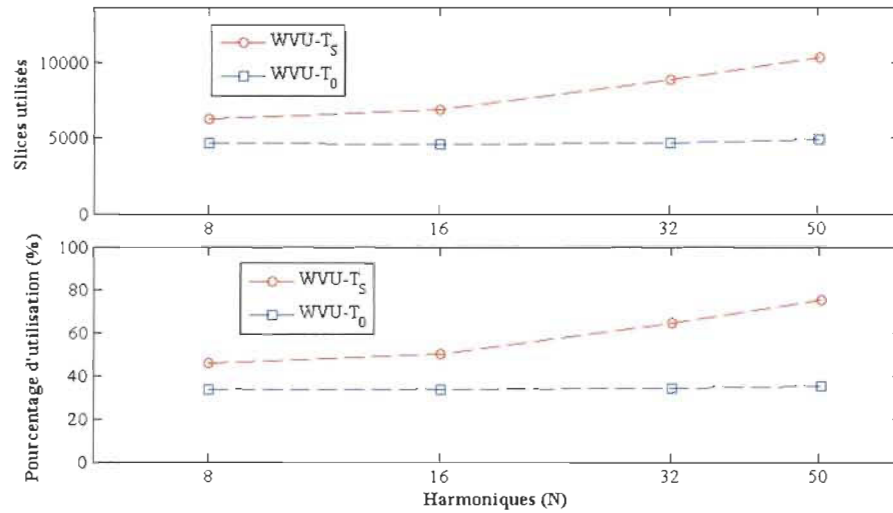 Slices utilisés
10000
5000
0
WVU-T_S
WVU-T_0
8 16 32 50
Pourcentage d'utilisation (%)
100
80
60
40
20
0
WVU-T_S
WVU-T_0
8 16 32 50
Harmoniques (N)